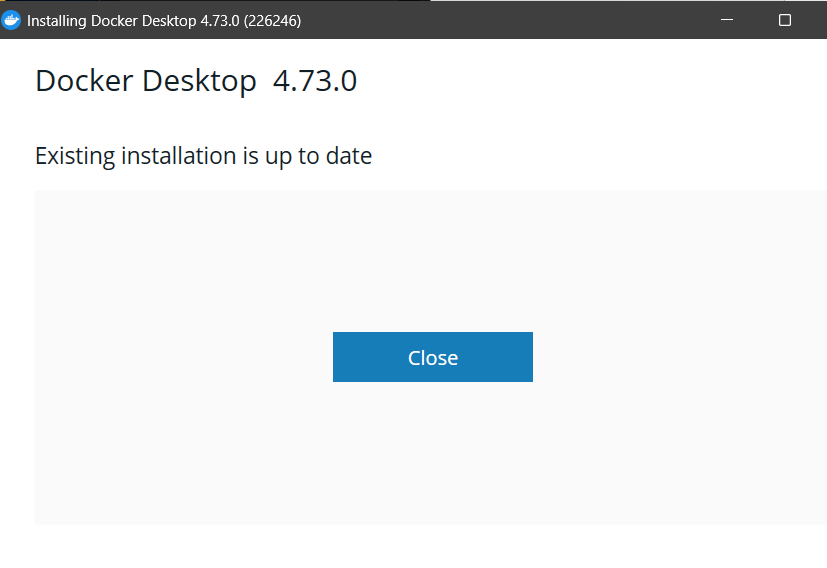 Installing Docker Desktop 4.73.0 (226246)
Docker Desktop 4.73.0
Existing installation is up to date
Close